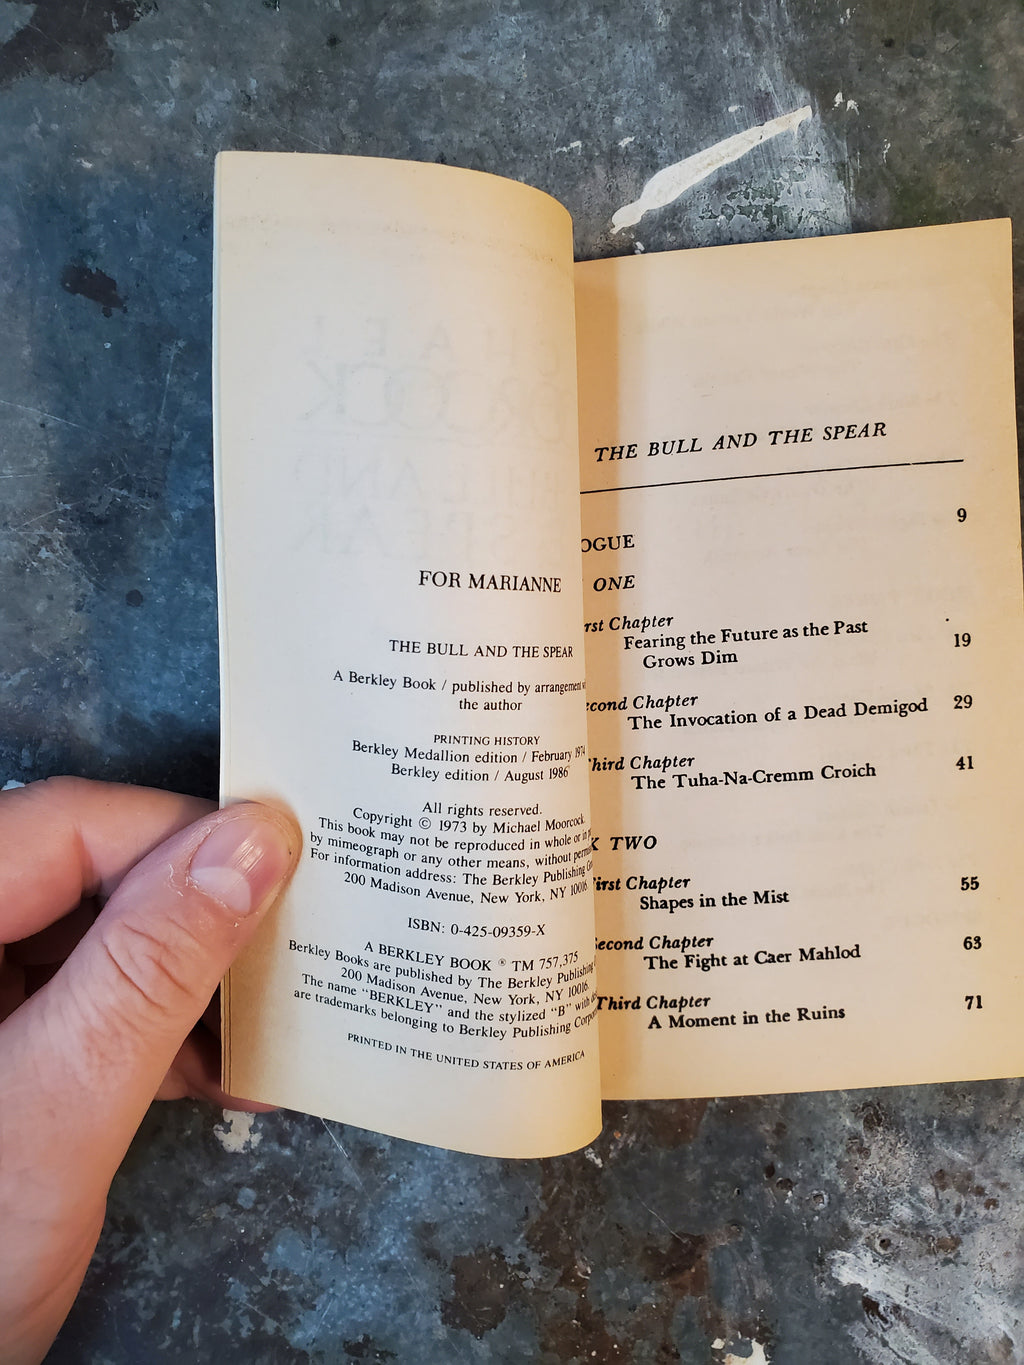 FOR MARIANNE
THE BULL AND THE SPEAR
A Berkley Book / published by arrangement
the author
PRINTING HISTORY
Berkley Medallion edition / February 1974
Berkley edition / August 1986
All rights reserved.
Copyright © 1973 by Michael Moorcock.
This book may not be reproduced in whole or in
by mimeograph or any other means, without
For information address: The Berkley Publishing
200 Madison Avenue, New York, NY 10016.
ISBN: 0-425-09359-X
A BERKLEY BOOK ® TM 757,375
Berkley Books are published by The Berkley Publishing
200 Madison Avenue, New York, NY 10016.
The name "BERKLEY" and the stylized "B" with
are trademarks belonging to Berkley Publishing
PRINTED IN THE UNITED STATES OF AMERICA
THE BULL AND THE SPEAR
OGUE 9
ONE
rst Chapter
Fearing the Future as the Past
Grows Dim 19
econd Chapter
The Invocation of a Dead Demigod 29
Third Chapter
The Tuha-Na-Cremm Croich 41
K TWO
First Chapter
Shapes in the Mist 55
Second Chapter
The Fight at Caer Mahlod 63
Third Chapter
A Moment in the Ruins 71